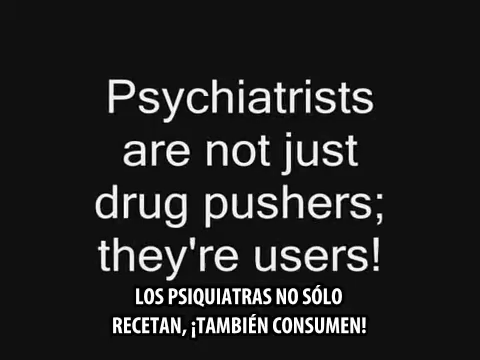 Psychiatrists
are not just
drug pushers;
they're users!
LOS PSIQUIATRAS NO SÓLO
RECETAN, ¡TAMBIÉN CONSUMEN!